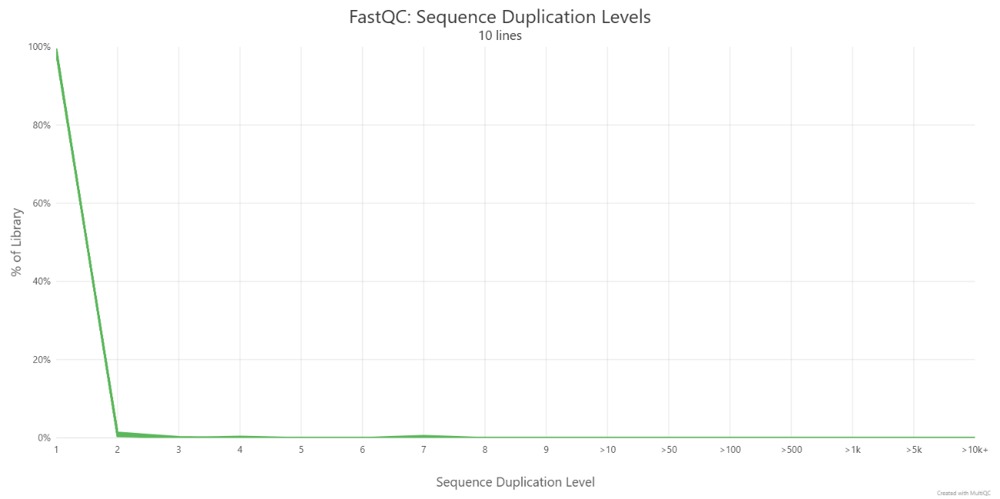 FastQC: Sequence Duplication Levels
10 lines
100%
80%
60%
40%
20%
0%
% of Library
1 2 3 4 5 6 7 8 9 >10 >50 >100 >500 >1k >5k >10k+
Sequence Duplication Level
Created with MultiQC